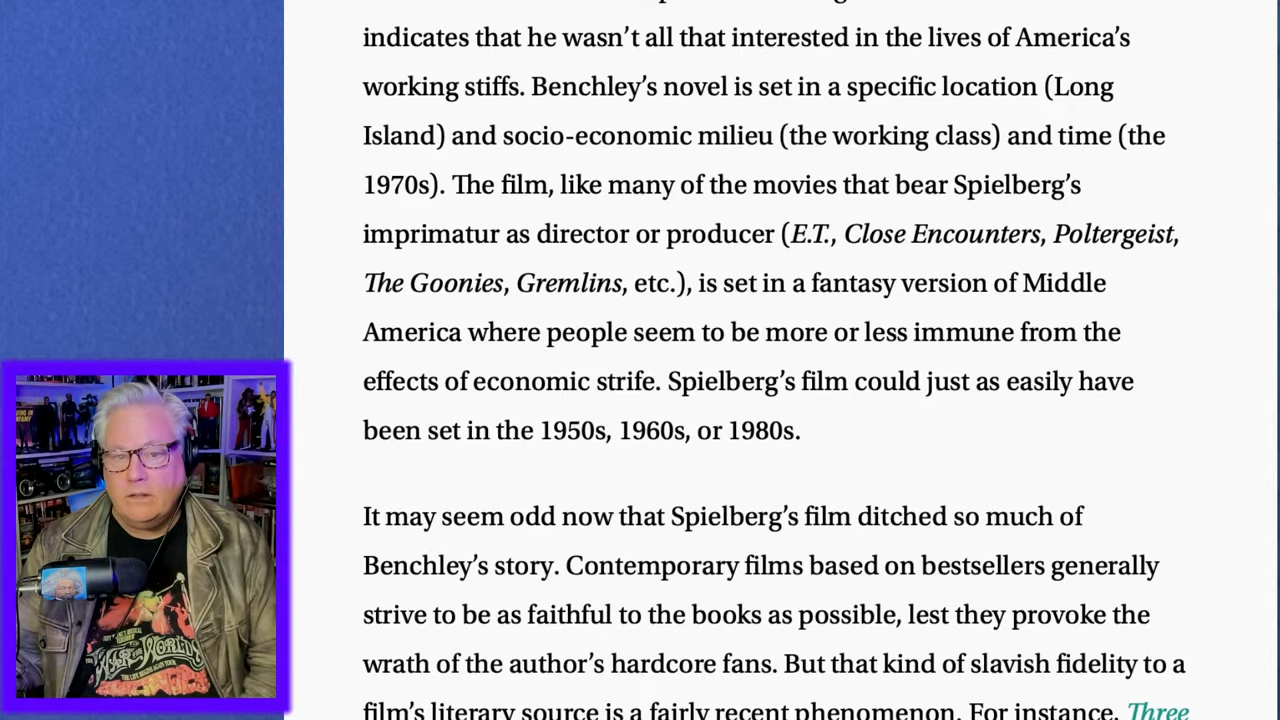 indicates that he wasn’t all that interested in the lives of America’s
working stiffs. Benchley’s novel is set in a specific location (Long
Island) and socio-economic milieu (the working class) and time (the
1970s). The film, like many of the movies that bear Spielberg’s
imprimatur as director or producer (E.T., Close Encounters, Poltergeist,
The Goonies, Gremlins, etc.), is set in a fantasy version of Middle
America where people seem to be more or less immune from the
effects of economic strife. Spielberg’s film could just as easily have
been set in the 1950s, 1960s, or 1980s.
It may seem odd now that Spielberg’s film ditched so much of
Benchley’s story. Contemporary films based on bestsellers generally
strive to be as faithful to the books as possible, lest they provoke the
wrath of the author’s hardcore fans. But that kind of slavish fidelity to a
film’s literary source is a fairly recent phenomenon. For instance, Three